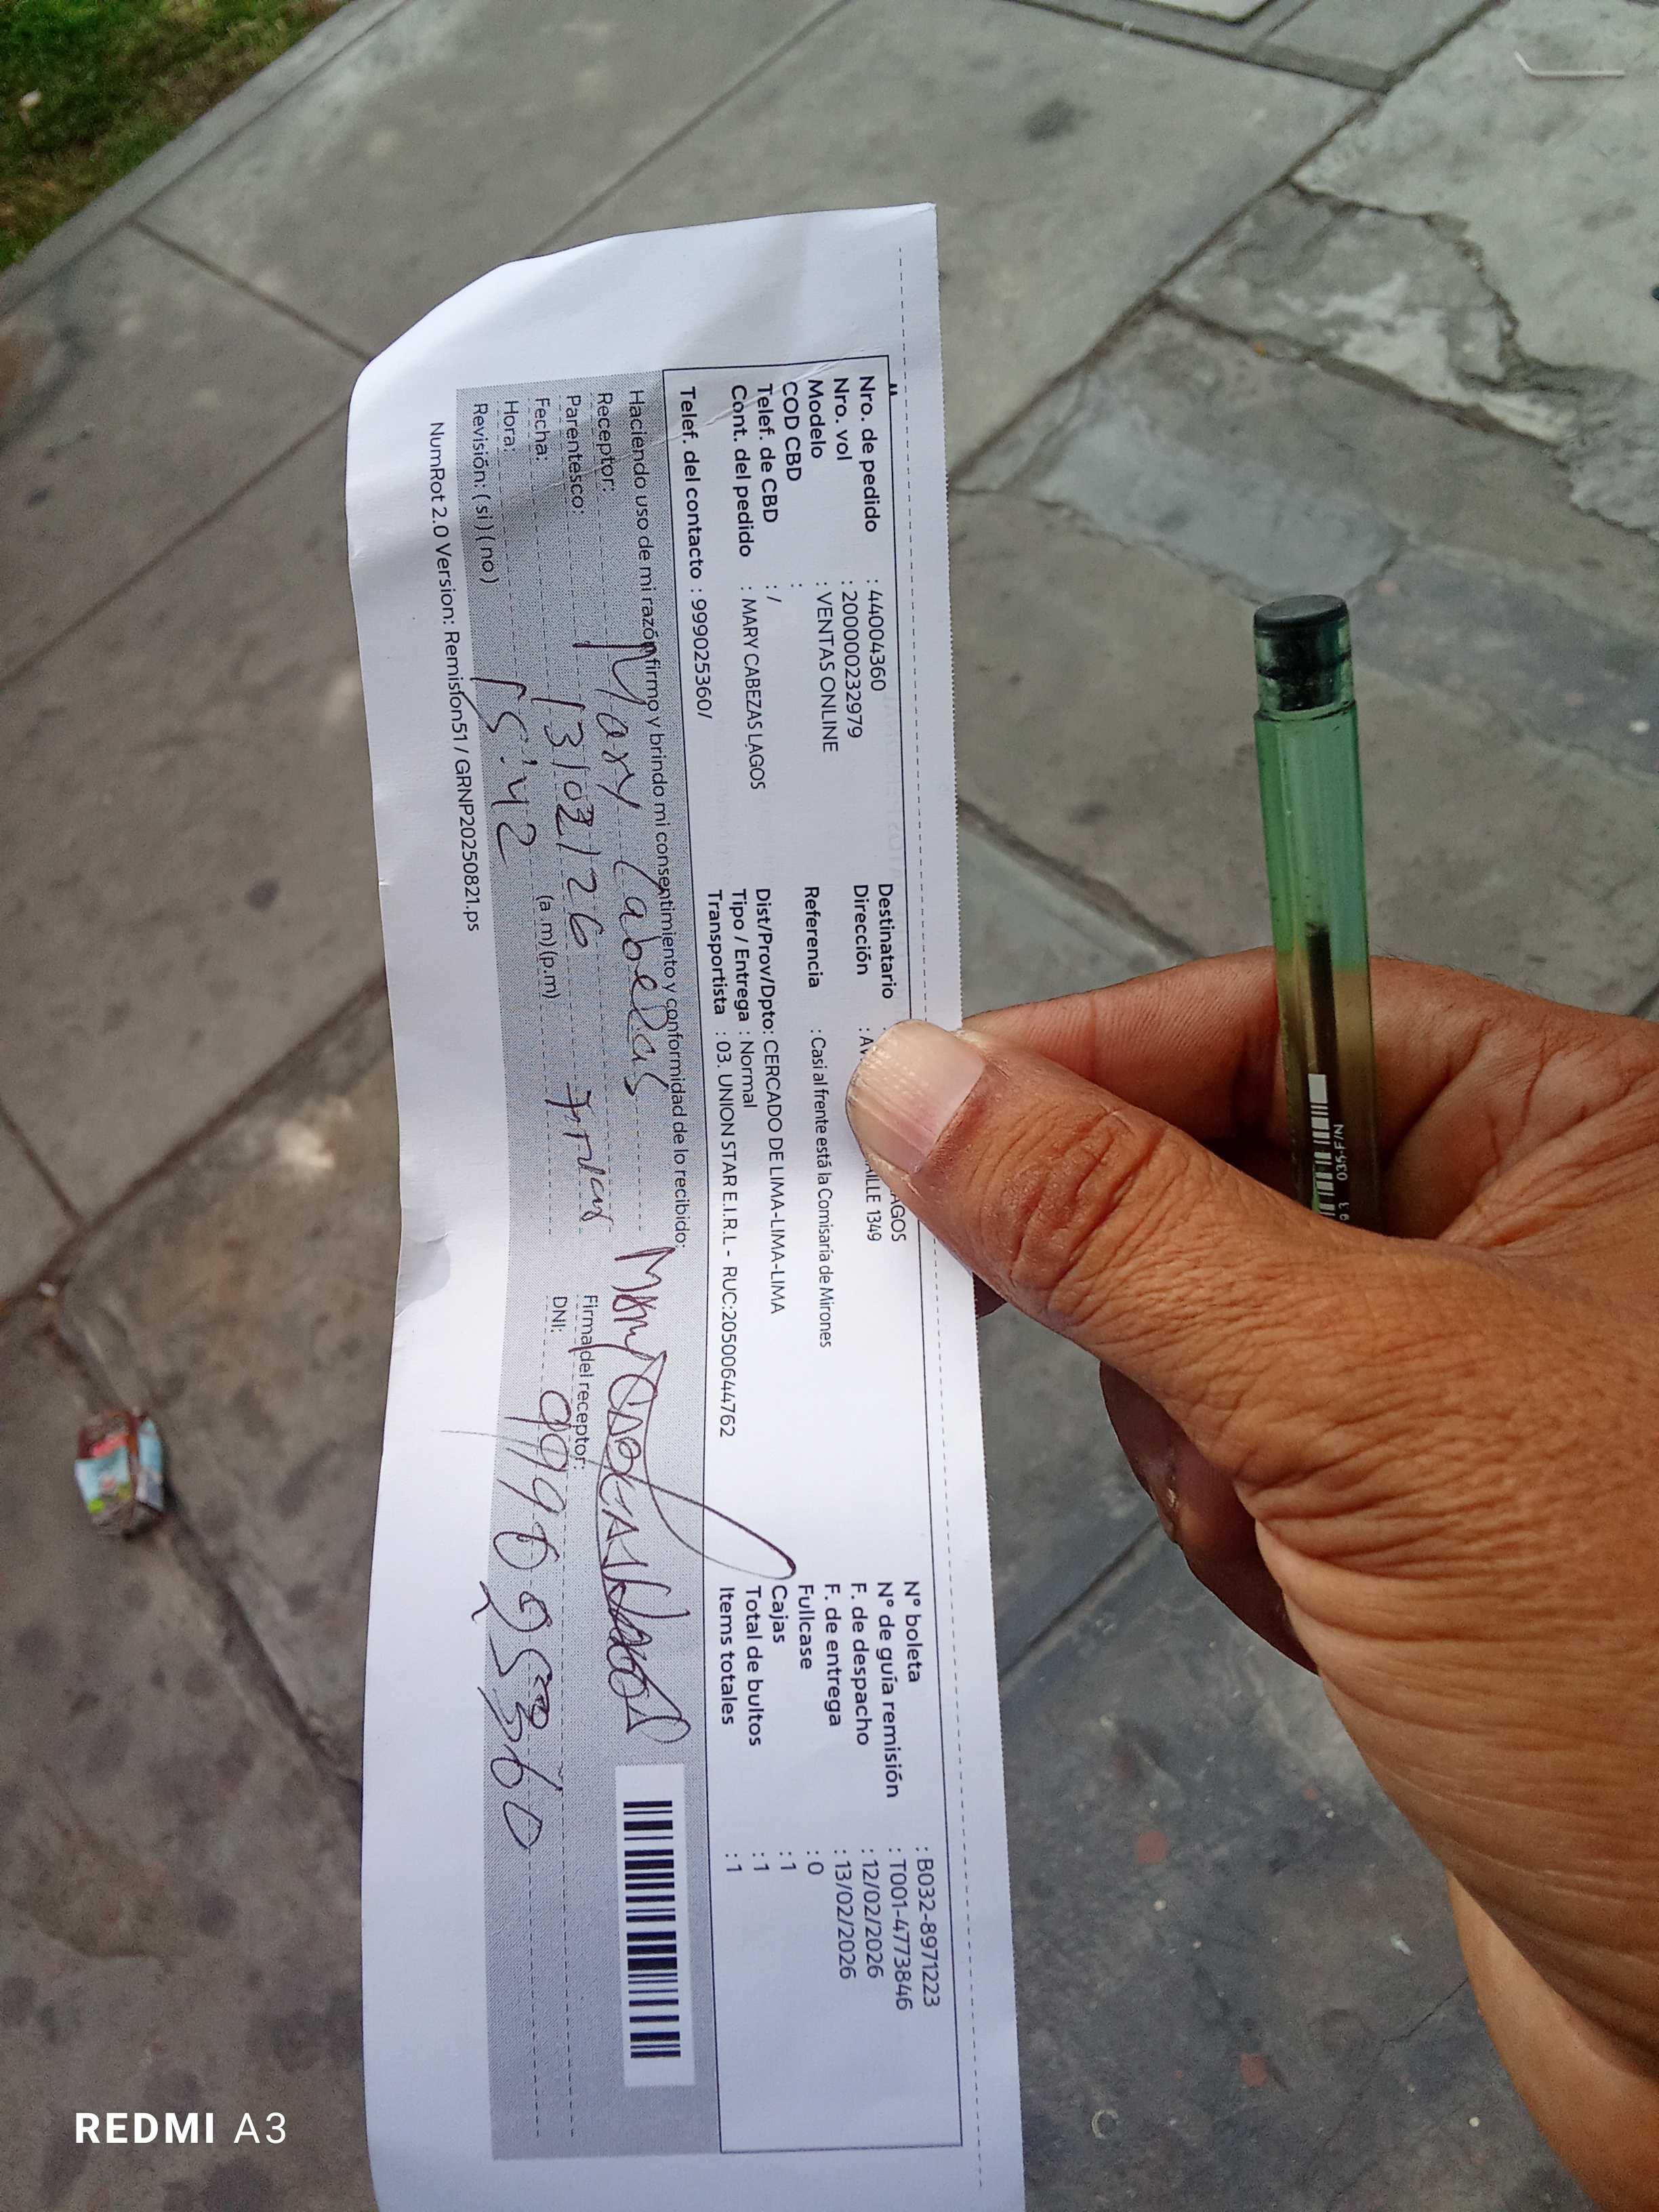 Nro. de pedido : 44004360
Nro. vol : 200000232979
Modelo : VENTAS ONLINE
COD CBD :
Telef. de CBD : /
Cont. del pedido : MARY CABEZAS LAGOS
Telef. del contacto : 999025360/
Destinatario AGOS
Dirección : AV ILLE 1349
Referencia : Casi al frente está la Comisaría de Mirones
Dist/Prov/Dpto: CERCADO DE LIMA-LIMA-LIMA
Tipo / Entrega : Normal
Transportista : 03. UNION STAR E.I.R.L - RUC:20500644762
N° boleta : B032-8971223
N° de guía remisión : T001-4773846
F. de despacho : 12/02/2026
F. de entrega : 13/02/2026
Fullcase : 0
Cajas : 1
Total de bultos : 1
Items totales : 1
Haciendo uso de mi razón firmo y brindo mi consentimiento y conformidad de lo recibido:
Receptor: Mary Cabezas
Parentesco:
Fecha: 13/02/26
Hora: 15:42 (a.m)(p.m)
Revisión: (si) (no)
Firma del receptor:
DNI:
NumRot 2.0 Version: Remision51 / GRNP20250821.ps
035-F/N
REDMI A3